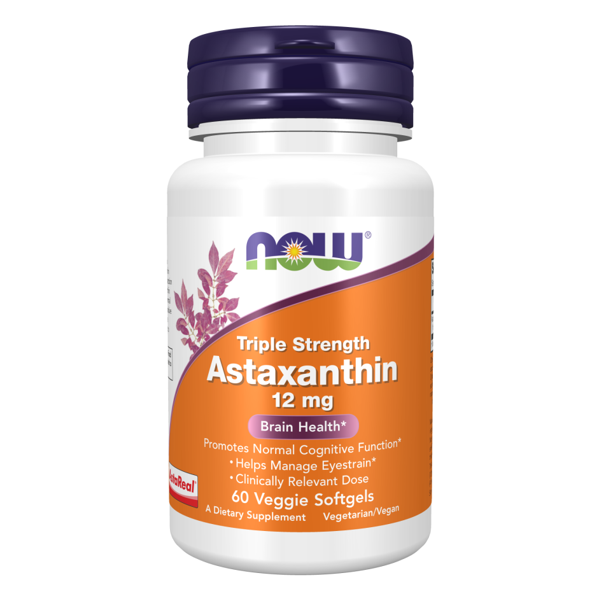 NOW®
Triple Strength
Astaxanthin
12 mg
Brain Health*
Promotes Normal Cognitive Function*
• Helps Manage Eyestrain*
• Clinically Relevant Dose
60 Veggie Softgels
A Dietary Supplement Vegetarian/Vegan